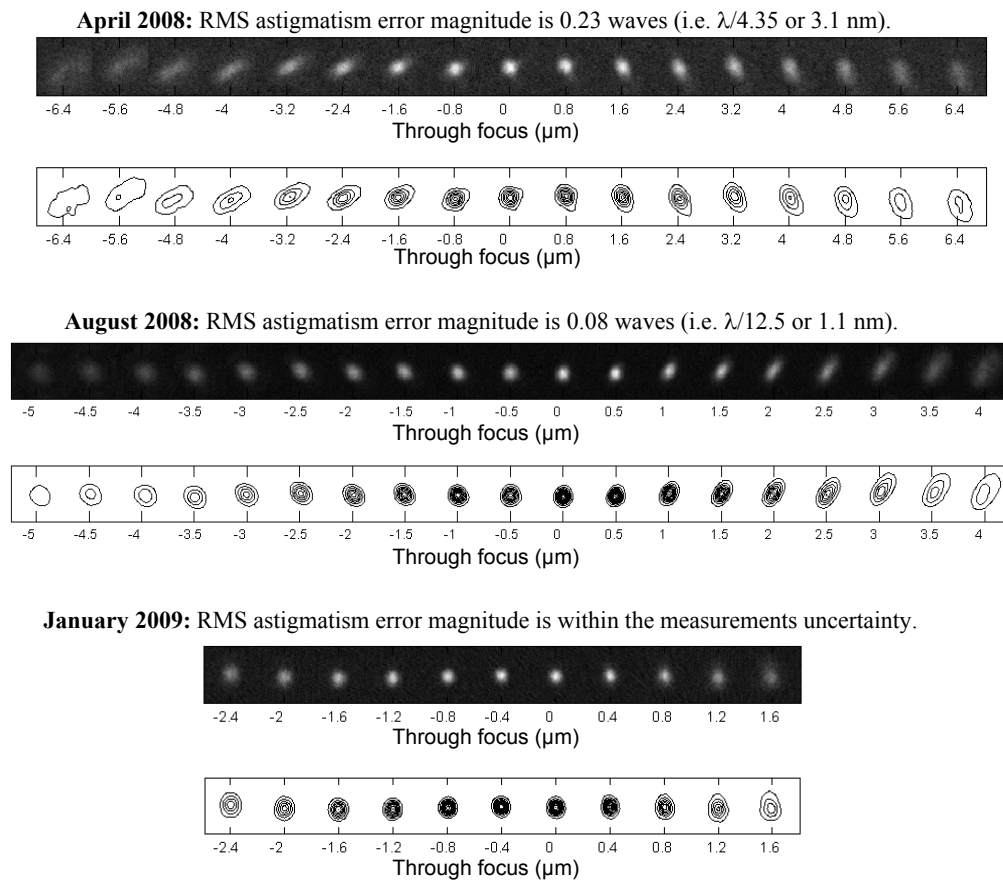 April 2008: RMS astigmatism error magnitude is 0.23 waves (i.e. λ/4.35 or 3.1 nm).
-6.4 -5.6 -4.8 -4 -3.2 -2.4 -1.6 -0.8 0 0.8 1.6 2.4 3.2 4 4.8 5.6 6.4
Through focus (µm)
-6.4 -5.6 -4.8 -4 -3.2 -2.4 -1.6 -0.8 0 0.8 1.6 2.4 3.2 4 4.8 5.6 6.4
Through focus (µm)
August 2008: RMS astigmatism error magnitude is 0.08 waves (i.e. λ/12.5 or 1.1 nm).
-5 -4.5 -4 -3.5 -3 -2.5 -2 -1.5 -1 -0.5 0 0.5 1 1.5 2 2.5 3 3.5 4
Through focus (µm)
-5 -4.5 -4 -3.5 -3 -2.5 -2 -1.5 -1 -0.5 0 0.5 1 1.5 2 2.5 3 3.5 4
Through focus (µm)
January 2009: RMS astigmatism error magnitude is within the measurements uncertainty.
-2.4 -2 -1.6 -1.2 -0.8 -0.4 0 0.4 0.8 1.2 1.6
Through focus (µm)
-2.4 -2 -1.6 -1.2 -0.8 -0.4 0 0.4 0.8 1.2 1.6
Through focus (µm)